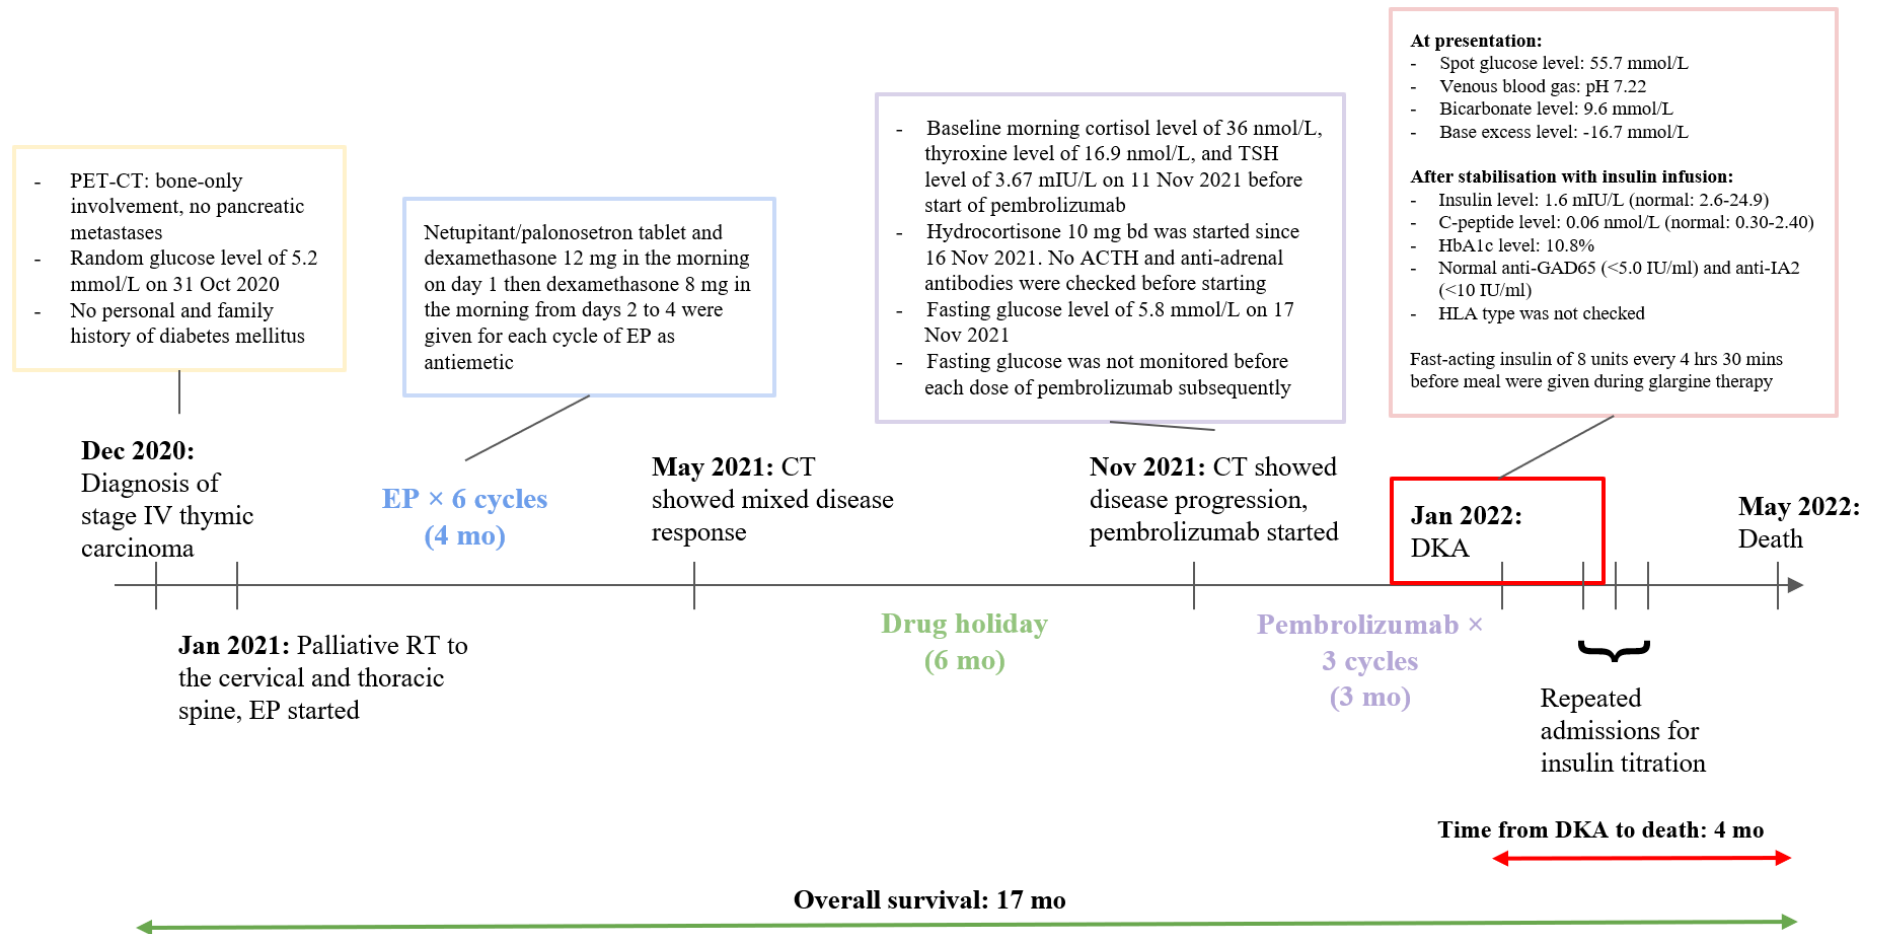 - PET-CT: bone-only
involvement, no pancreatic
metastases
- Random glucose level of 5.2
mmol/L on 31 Oct 2020
- No personal and family
history of diabetes mellitus
Netupitant/palonosetron tablet and
dexamethasone 12 mg in the morning
on day 1 then dexamethasone 8 mg in
the morning from days 2 to 4 were
given for each cycle of EP as
antiemetic
- Baseline morning cortisol level of 36 nmol/L,
thyroxine level of 16.9 nmol/L, and TSH
level of 3.67 mIU/L on 11 Nov 2021 before
start of pembrolizumab
- Hydrocortisone 10 mg bd was started since
16 Nov 2021. No ACTH and anti-adrenal
antibodies were checked before starting
- Fasting glucose level of 5.8 mmol/L on 17
Nov 2021
- Fasting glucose was not monitored before
each dose of pembrolizumab subsequently
At presentation:
- Spot glucose level: 55.7 mmol/L
- Venous blood gas: pH 7.22
- Bicarbonate level: 9.6 mmol/L
- Base excess level: -16.7 mmol/L
After stabilisation with insulin infusion:
- Insulin level: 1.6 mIU/L (normal: 2.6-24.9)
- C-peptide level: 0.06 nmol/L (normal: 0.30-2.40)
- HbA1c level: 10.8%
- Normal anti-GAD65 (<5.0 IU/ml) and anti-IA2
(<10 IU/ml)
- HLA type was not checked
Fast-acting insulin of 8 units every 4 hrs 30 mins
before meal were given during glargine therapy
Dec 2020:
Diagnosis of
stage IV thymic
carcinoma
EP × 6 cycles
(4 mo)
May 2021: CT
showed mixed disease
response
Nov 2021: CT showed
disease progression,
pembrolizumab started
Jan 2022:
DKA
May 2022:
Death
Jan 2021: Palliative RT to
the cervical and thoracic
spine, EP started
Drug holiday
(6 mo)
Pembrolizumab ×
3 cycles
(3 mo)
Repeated
admissions for
insulin titration
Time from DKA to death: 4 mo
Overall survival: 17 mo